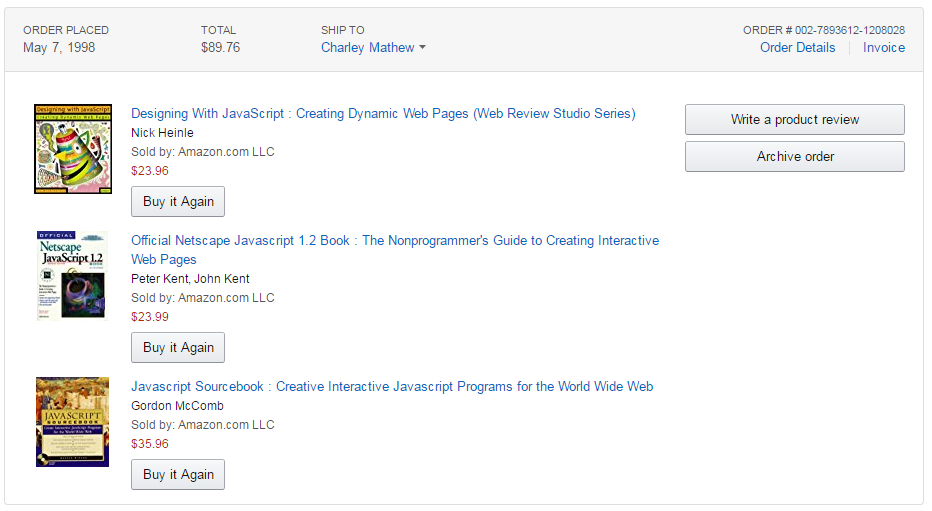 ORDER PLACED
May 7, 1998
TOTAL
$89.76
SHIP TO
Charley Mathew
ORDER # 002-7893612-1208028
Order Details
Invoice
Designing with JavaScript
Creating Dynamic Web Pages
Designing With JavaScript : Creating Dynamic Web Pages (Web Review Studio Series)
Nick Heinle
Sold by: Amazon.com LLC
$23.96
Buy it Again
Write a product review
Archive order
OFFICIAL
Netscape
JavaScript 1.2
Official Netscape Javascript 1.2 Book : The Nonprogrammer's Guide to Creating Interactive
Web Pages
Peter Kent, John Kent
Sold by: Amazon.com LLC
$23.99
Buy it Again
JAVASCRIPT
SOURCEBOOK
Javascript Sourcebook : Creative Interactive Javascript Programs for the World Wide Web
Gordon McComb
Sold by: Amazon.com LLC
$35.96
Buy it Again